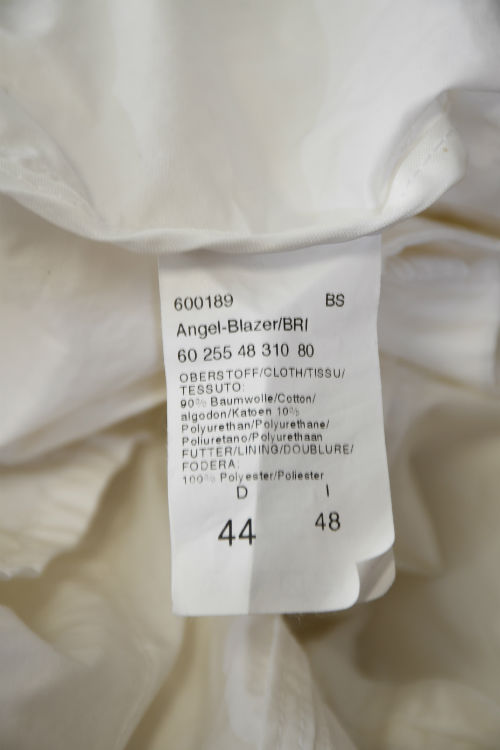 600189 BS
Angel-Blazer/BRI
60 255 48 310 80
OBERSTOFF/CLOTH/TISSU/
TESSUTO:
90% Baumwolle/Cotton/
algodon/Katoen 10%
Polyurethan/Polyurethane/
Poliuretano/Polyurethaan
FUTTER/LINING/DOUBLURE/
FODERA:
100% Polyester/Poliester
D I
44 48